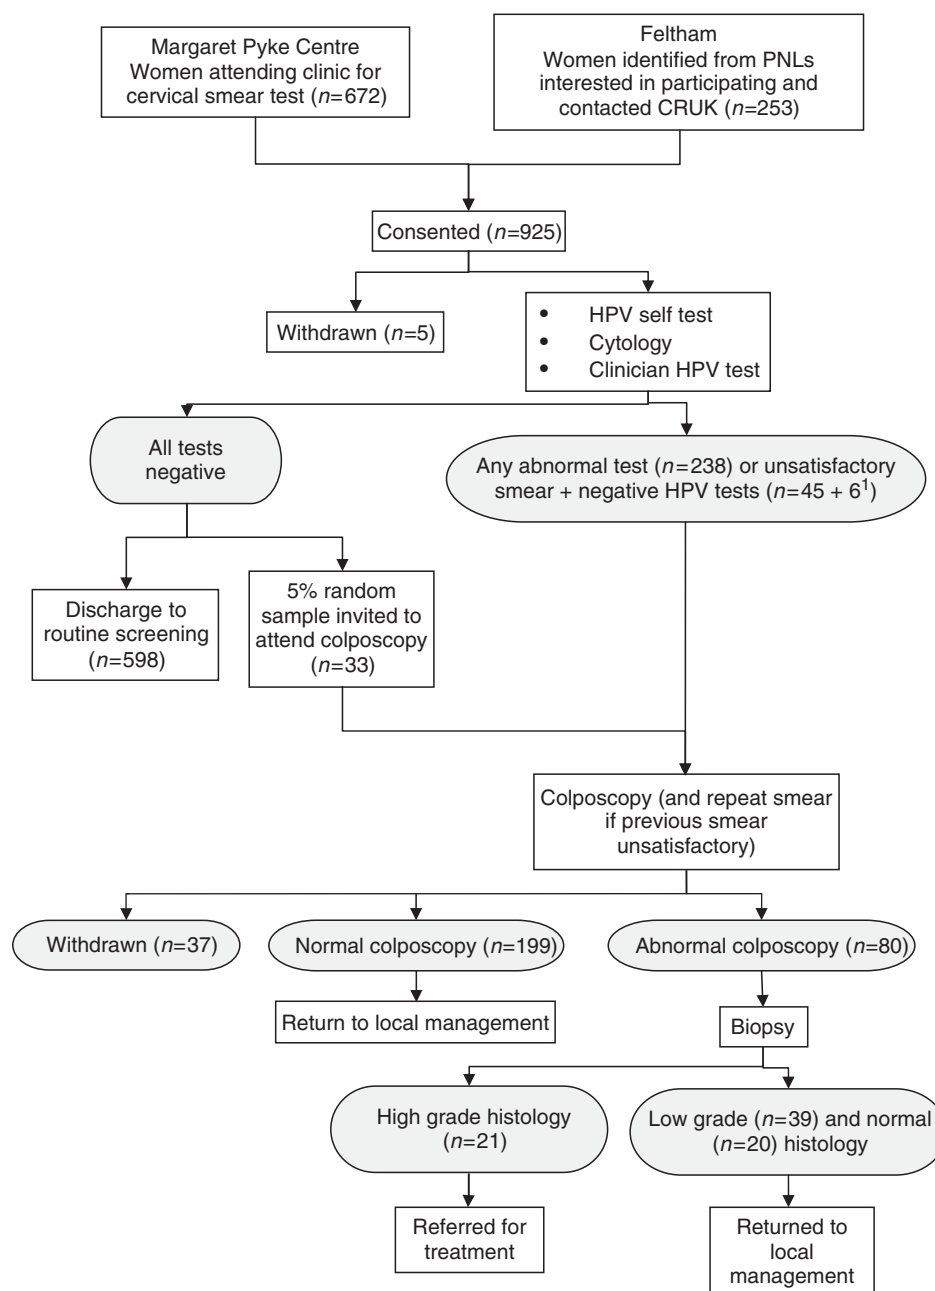 Margaret Pyke Centre
Women attending clinic for
cervical smear test (n=672)
Feltham
Women identified from PNLs
interested in participating and
contacted CRUK (n=253)
Consented (n=925)
Withdrawn (n=5)
• HPV self test
• Cytology
• Clinician HPV test
All tests
negative
Any abnormal test (n=238) or unsatisfactory
smear + negative HPV tests (n=45 + 6¹)
Discharge to
routine screening
(n=598)
5% random
sample invited to
attend colposcopy
(n=33)
Colposcopy (and repeat smear
if previous smear
unsatisfactory)
Withdrawn (n=37)
Normal colposcopy (n=199)
Abnormal colposcopy (n=80)
Return to local management
Biopsy
High grade histology
(n=21)
Low grade (n=39) and normal
(n=20) histology
Referred for
treatment
Returned to
local
management